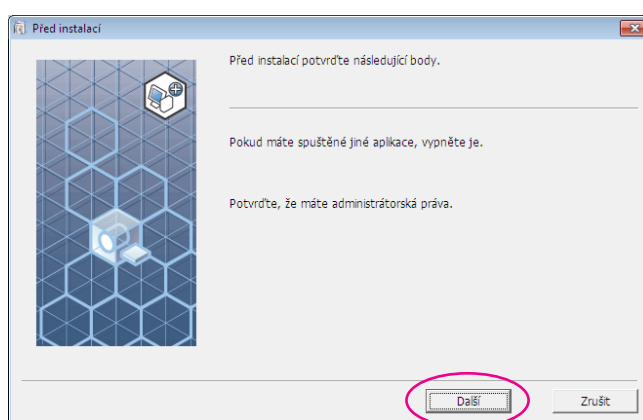 Před instalací
Před instalací potvrďte následující body.
Pokud máte spuštěné jiné aplikace, vypněte je.
Potvrďte, že máte administrátorská práva.
Další
Zrušit